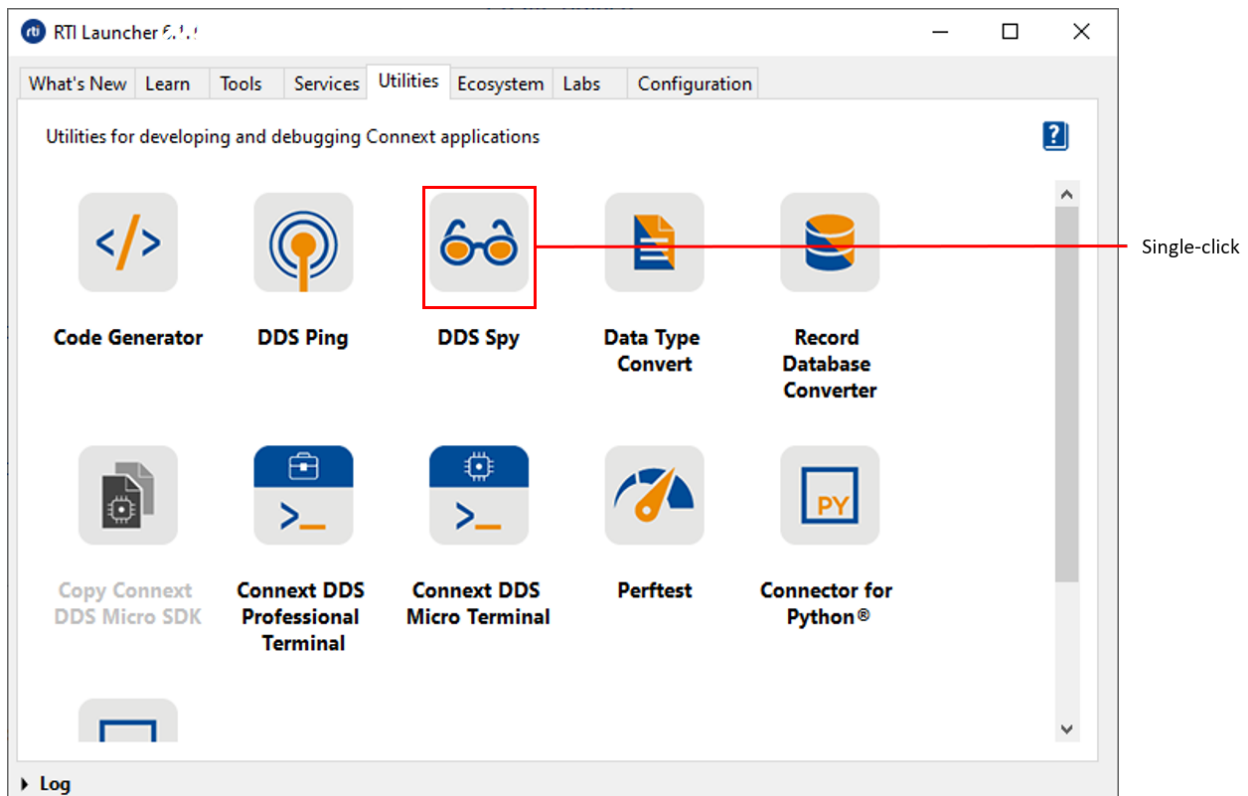 rti RTI Launcher
What's New Learn Tools Services Utilities Ecosystem Labs Configuration
Utilities for developing and debugging Connext applications
?
</>
Single-click
Code Generator
DDS Ping
DDS Spy
Data Type
Convert
Record
Database
Converter
>_
>_
PY
Copy Connext
DDS Micro SDK
Connext DDS
Professional
Terminal
Connext DDS
Micro Terminal
Perftest
Connector for
Python®
Log